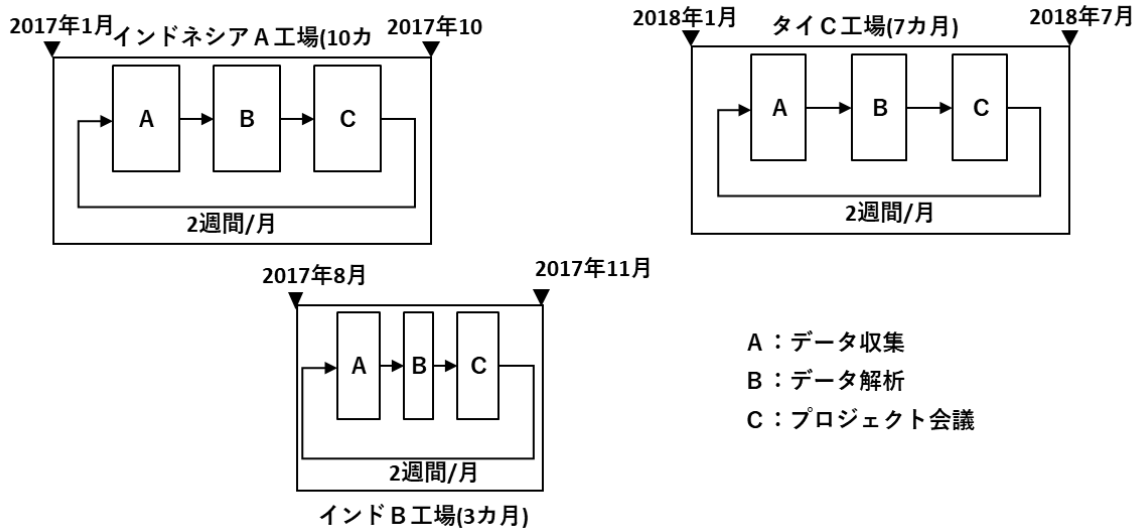 2017年1月
インドネシアA工場(10カ
2017年10
A
B
C
2週間/月
2018年1月
タイC工場(7カ月)
2018年7月
A
B
C
2週間/月
2017年8月
2017年11月
A
B
C
2週間/月
インドB工場(3カ月)
A：データ収集
B：データ解析
C：プロジェクト会議